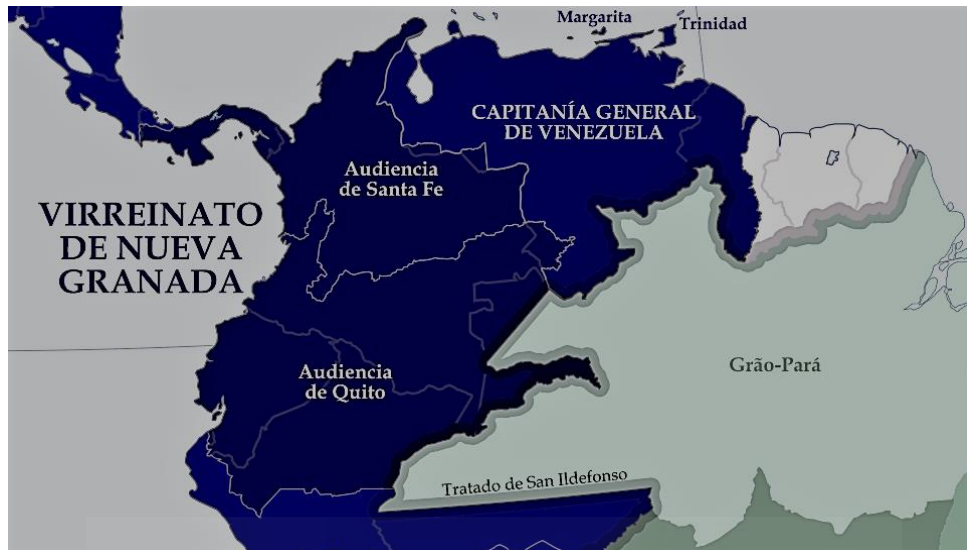 Margarita
Trinidad
CAPITANÍA GENERAL
DE VENEZUELA
Audiencia
de Santa Fe
VIRREINATO
DE NUEVA
GRANADA
Audiencia
de Quito
Grão-Pará
Tratado de San Ildefonso